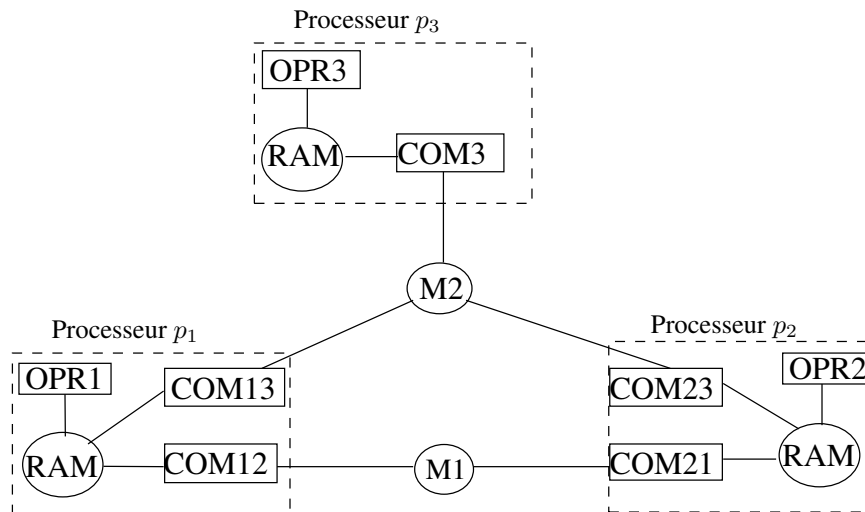 Processeur p3
OPR3
RAM
COM3
M2
Processeur p1
Processeur p2
OPR1
COM13
COM23
OPR2
RAM
COM12
M1
COM21
RAM